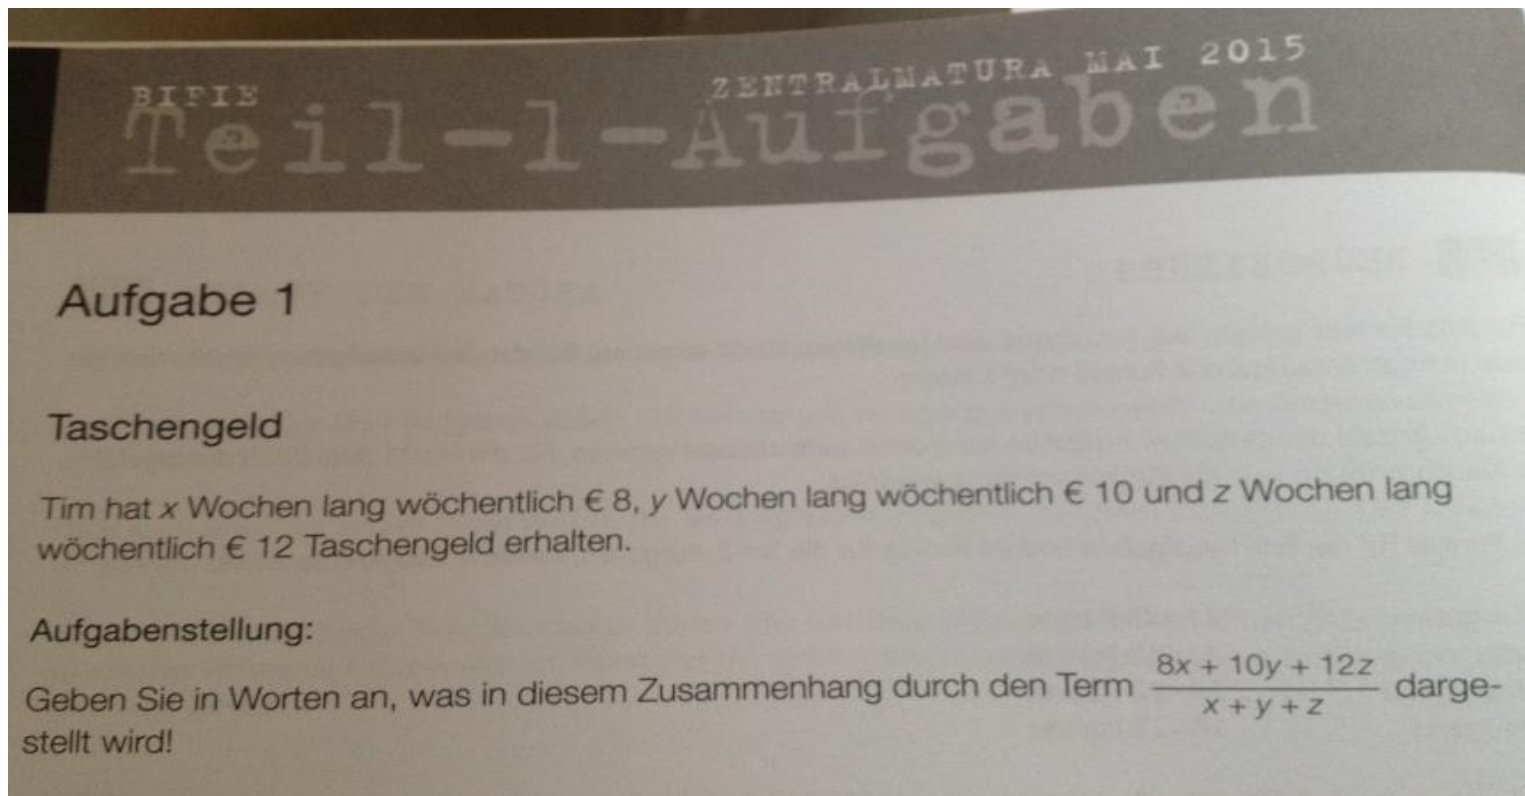 BIFIE
ZENTRALMATURA MAI 2015
Teil-1-Aufgaben
Aufgabe 1
Taschengeld
Tim hat x Wochen lang wöchentlich € 8, y Wochen lang wöchentlich € 10 und z Wochen lang
wöchentlich € 12 Taschengeld erhalten.
Aufgabenstellung:
Geben Sie in Worten an, was in diesem Zusammenhang durch den Term (8x + 10y + 12z)/(x + y + z) darge-
stellt wird!